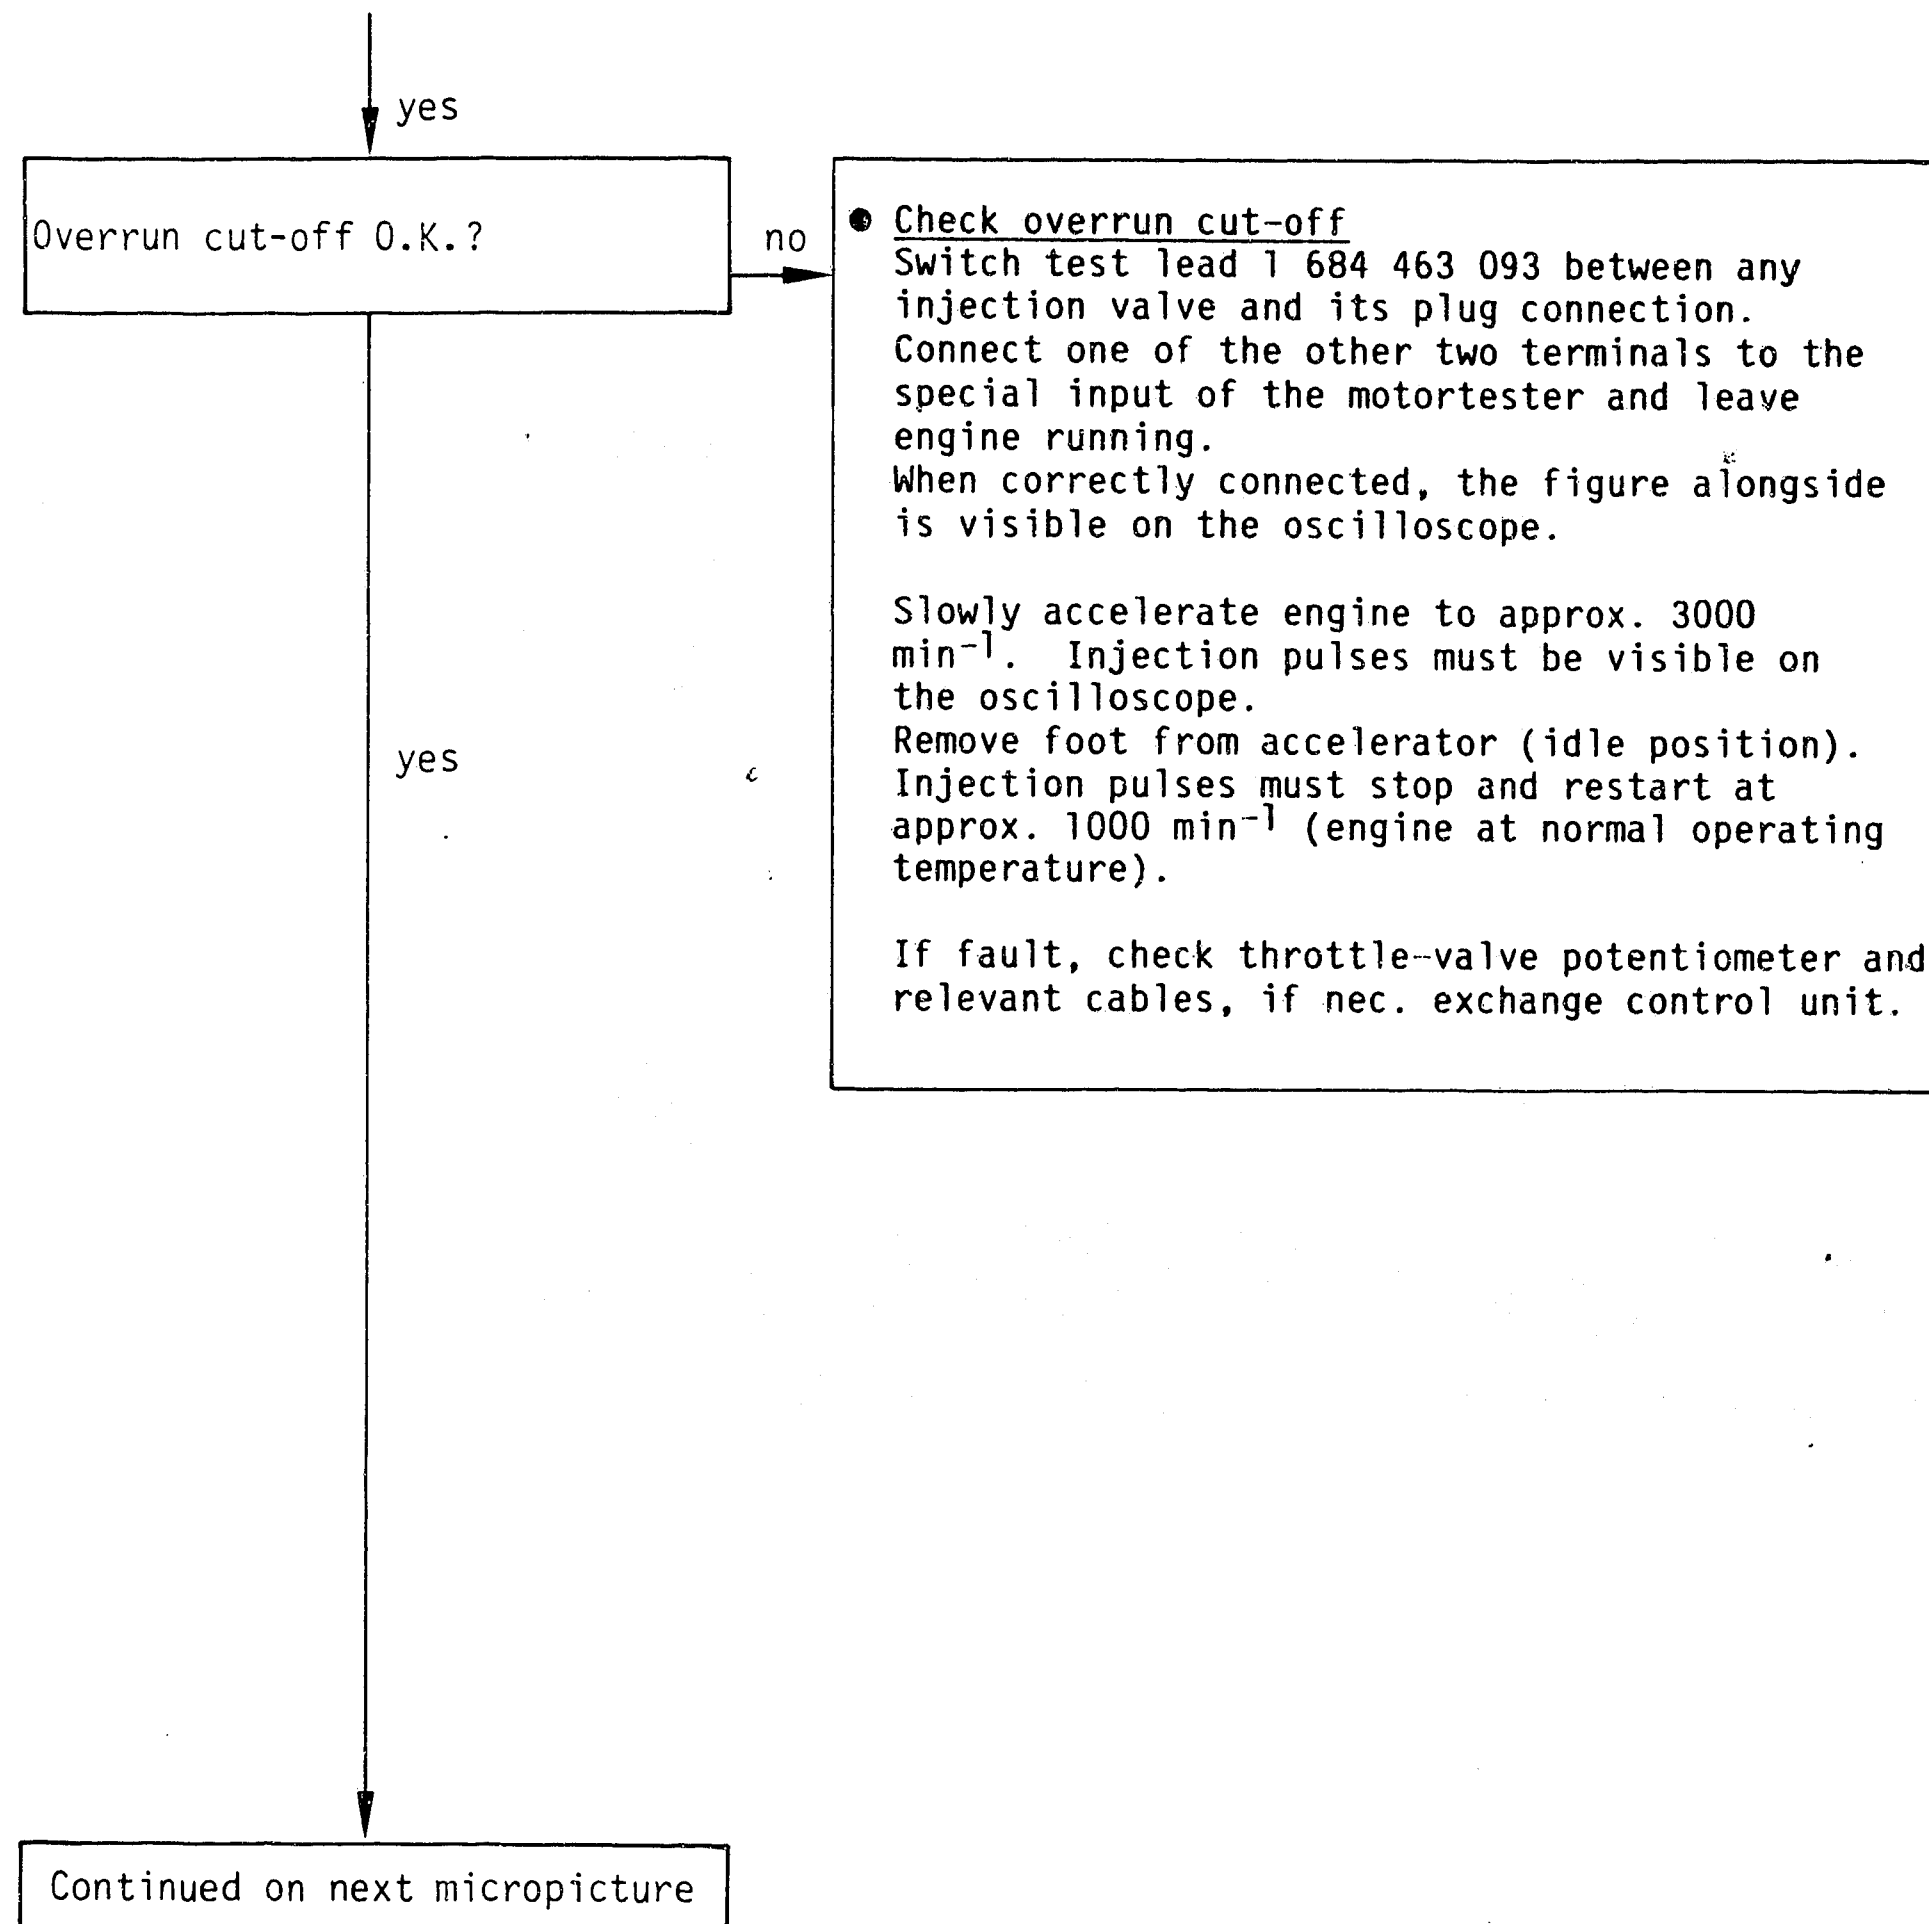 yes
Overrun cut-off O.K.?
no
● Check overrun cut-off
Switch test lead 1 684 463 093 between any
injection valve and its plug connection.
Connect one of the other two terminals to the
special input of the motortester and leave
engine running.
When correctly connected, the figure alongside
is visible on the oscilloscope.
Slowly accelerate engine to approx. 3000
min⁻¹. Injection pulses must be visible on
the oscilloscope.
Remove foot from accelerator (idle position).
Injection pulses must stop and restart at
approx. 1000 min⁻¹ (engine at normal operating
temperature).
If fault, check throttle-valve potentiometer and
relevant cables, if nec. exchange control unit.
yes
Continued on next micropicture